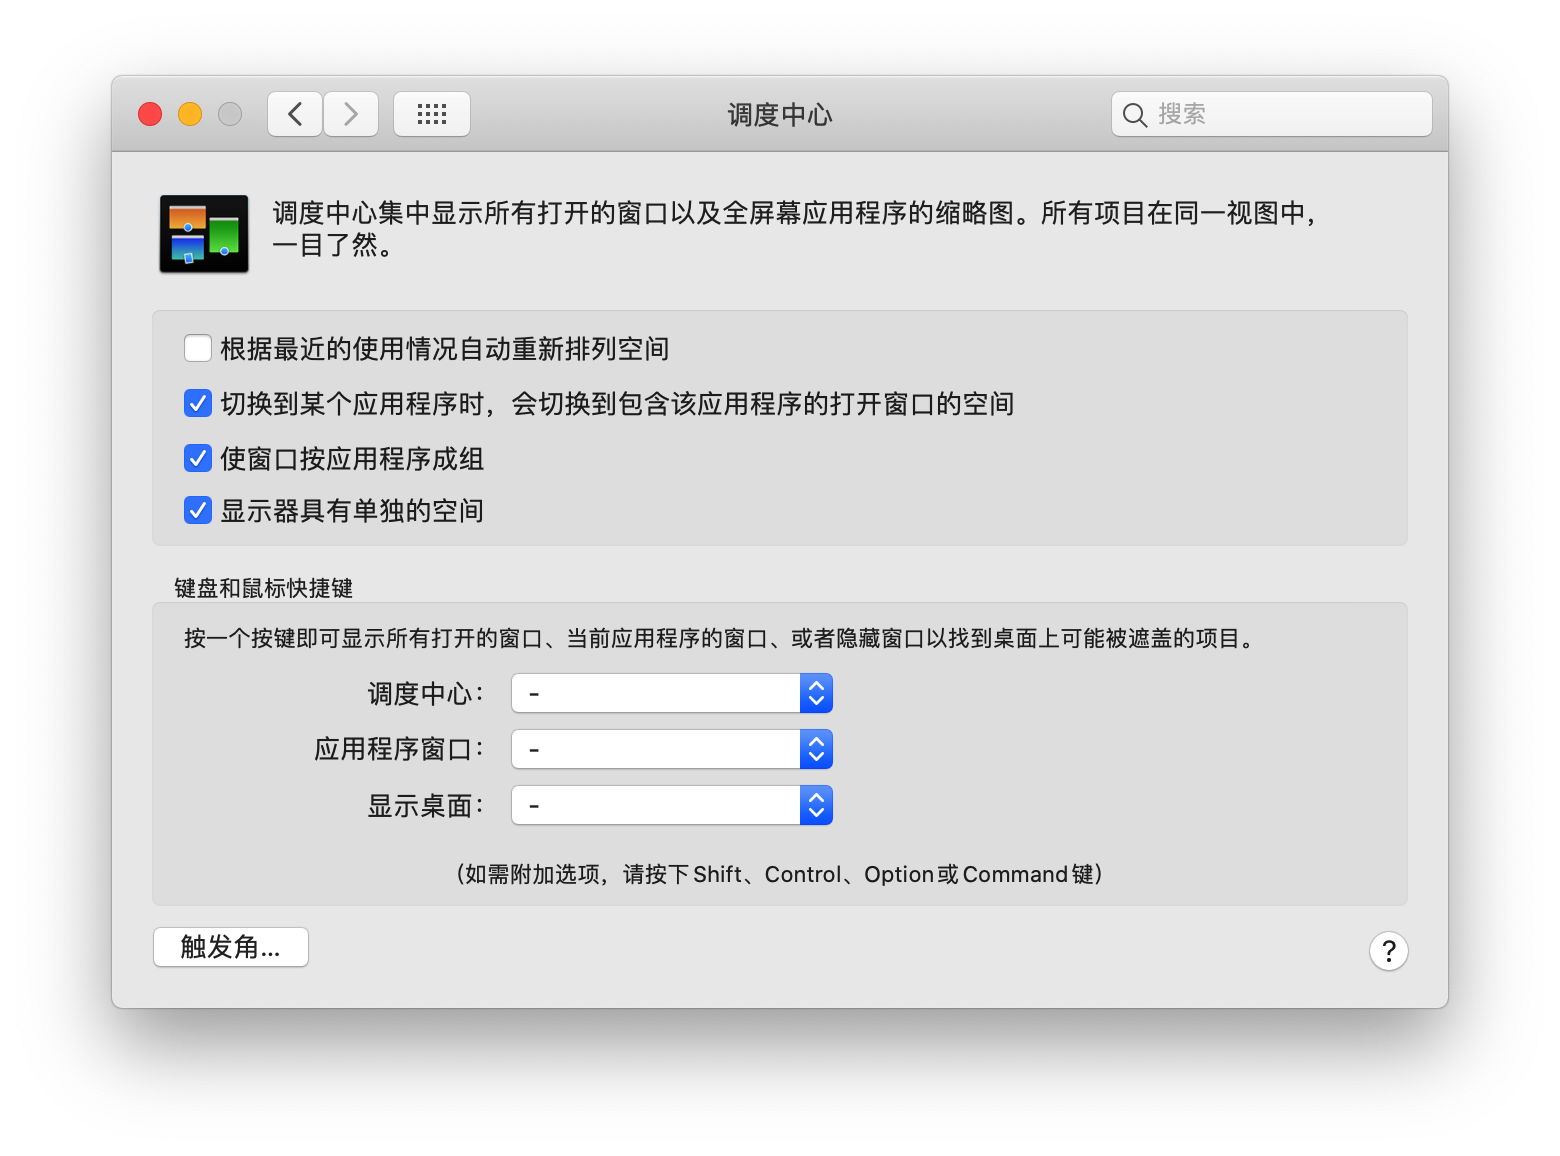 调度中心
搜索
调度中心集中显示所有打开的窗口以及全屏幕应用程序的缩略图。所有项目在同一视图中，
一目了然。
根据最近的使用情况自动重新排列空间
切换到某个应用程序时，会切换到包含该应用程序的打开窗口的空间
使窗口按应用程序成组
显示器具有单独的空间
键盘和鼠标快捷键
按一个按键即可显示所有打开的窗口、当前应用程序的窗口、或者隐藏窗口以找到桌面上可能被遮盖的项目。
调度中心： -
应用程序窗口： -
显示桌面： -
（如需附加选项，请按下 Shift、Control、Option 或 Command 键）
触发角... ?